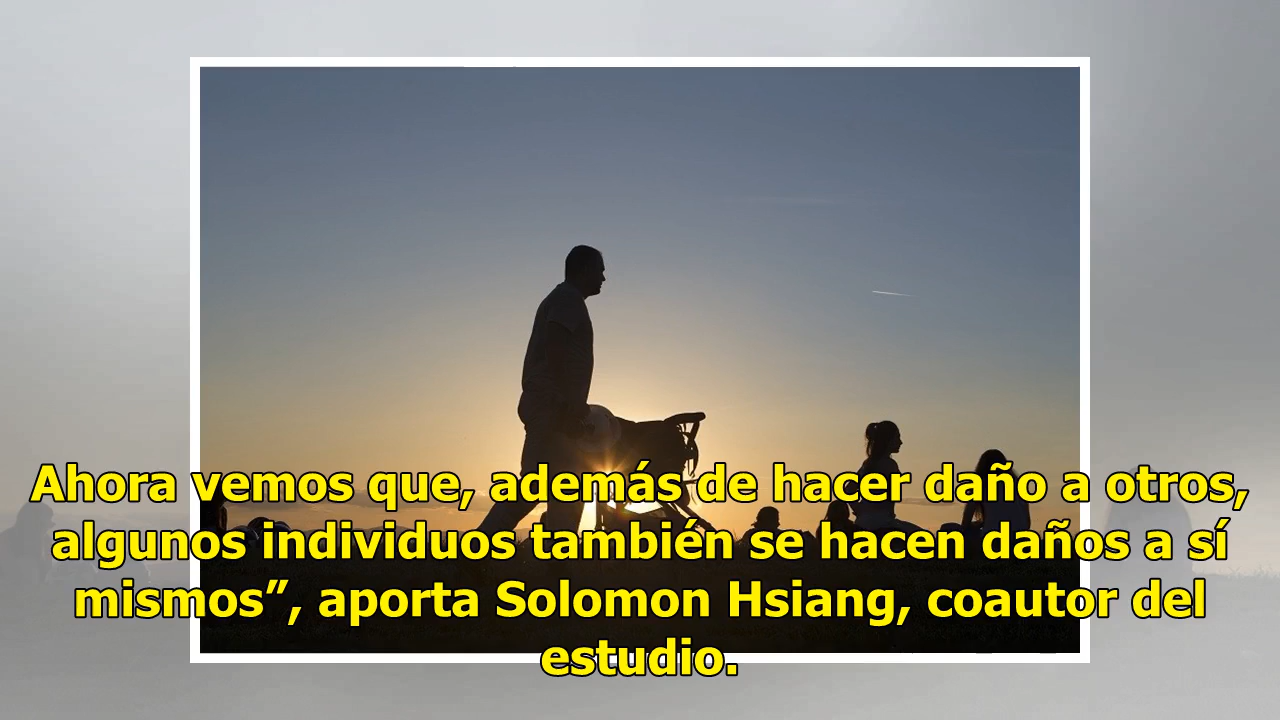 Ahora vemos que, además de hacer daño a otros,
algunos individuos también se hacen daños a sí
mismos”, aporta Solomon Hsiang, coautor del
estudio.